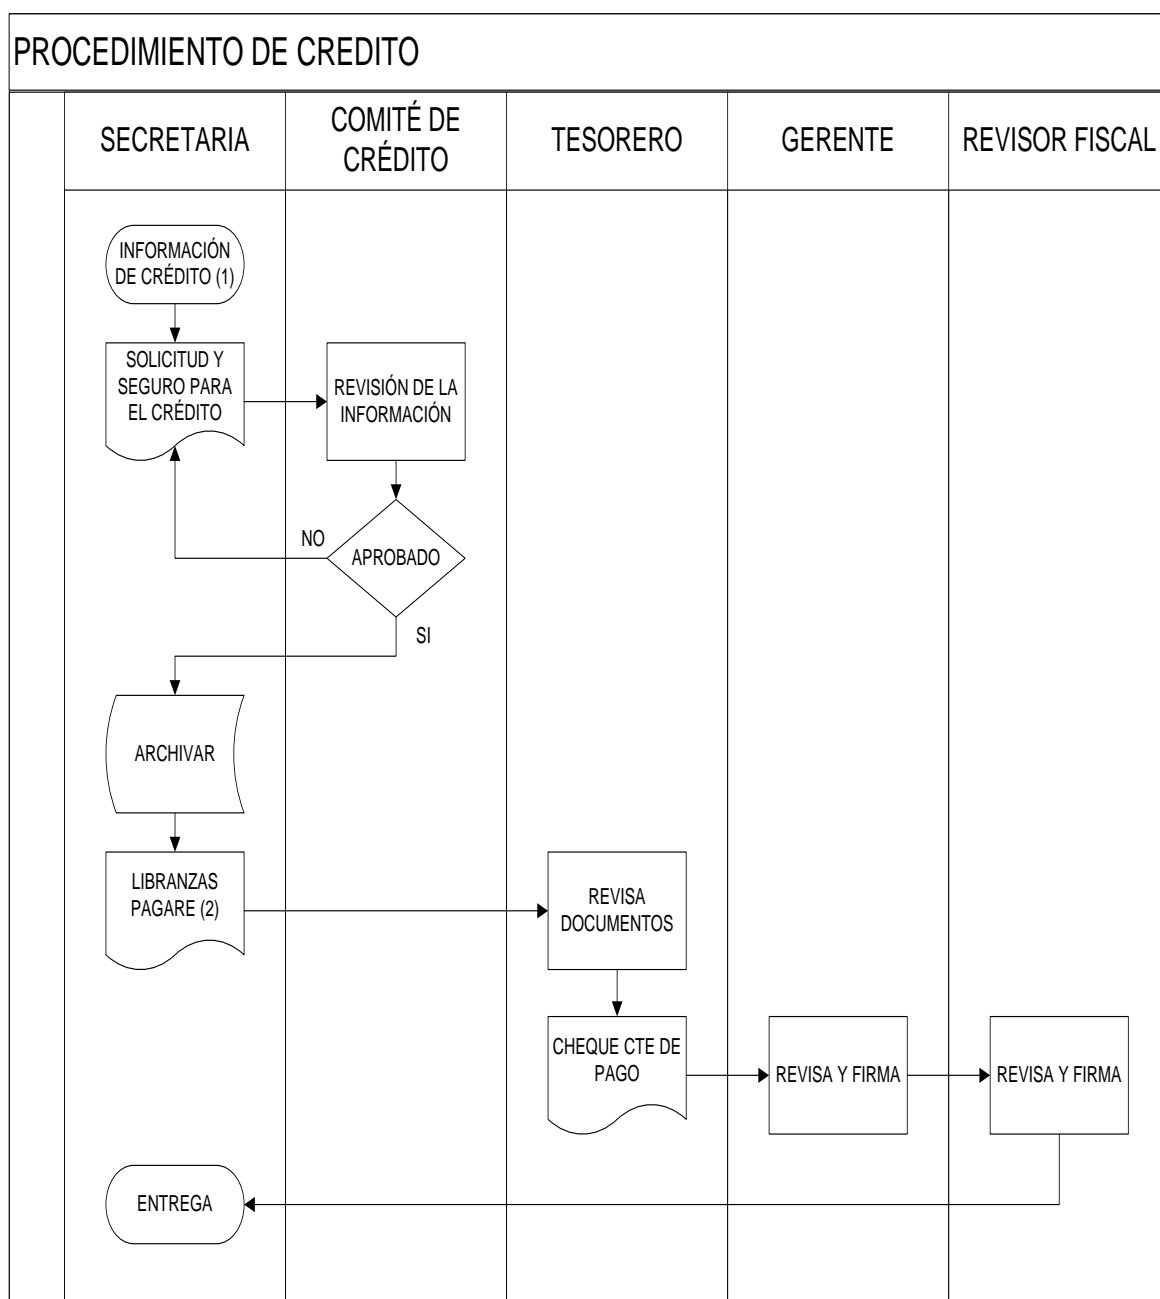 PROCEDIMIENTO DE CREDITO
SECRETARIA
COMITÉ DE
CRÉDITO
TESORERO
GERENTE
REVISOR FISCAL
INFORMACIÓN
DE CRÉDITO (1)
SOLICITUD Y
SEGURO PARA
EL CRÉDITO
REVISIÓN DE LA
INFORMACIÓN
NO
APROBADO
SI
ARCHIVAR
LIBRANZAS
PAGARE (2)
REVISA
DOCUMENTOS
CHEQUE CTE DE
PAGO
REVISA Y FIRMA
REVISA Y FIRMA
ENTREGA